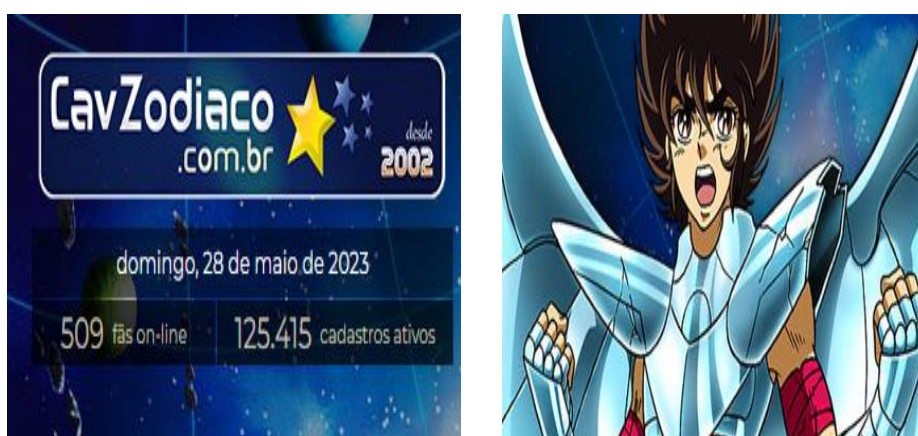 CavZodiaco
.com.br
desde
2002
domingo, 28 de maio de 2023
509 fãs on-line
125.415 cadastros ativos